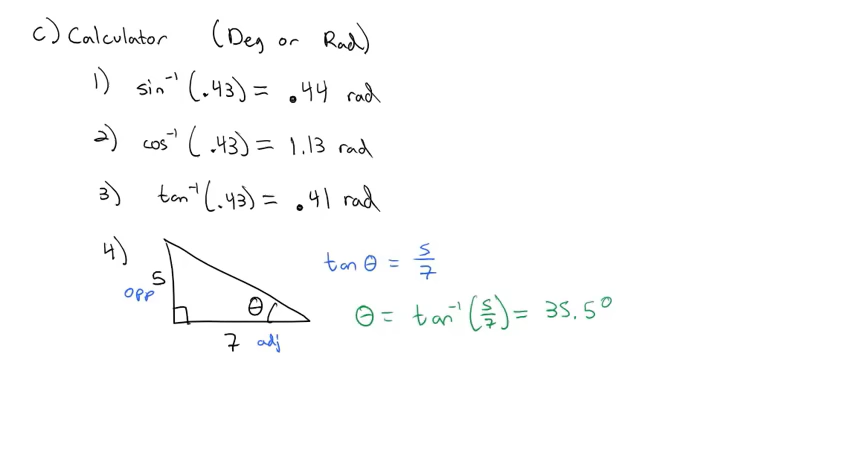 c) Calculator (Deg or Rad)
1) sin⁻¹(.43) = .44 rad
2) cos⁻¹(.43) = 1.13 rad
3) tan⁻¹(.43) = .41 rad
4)
5
opp
θ
7 adj
tan θ = 5/7
θ = tan⁻¹(5/7) = 35.5°